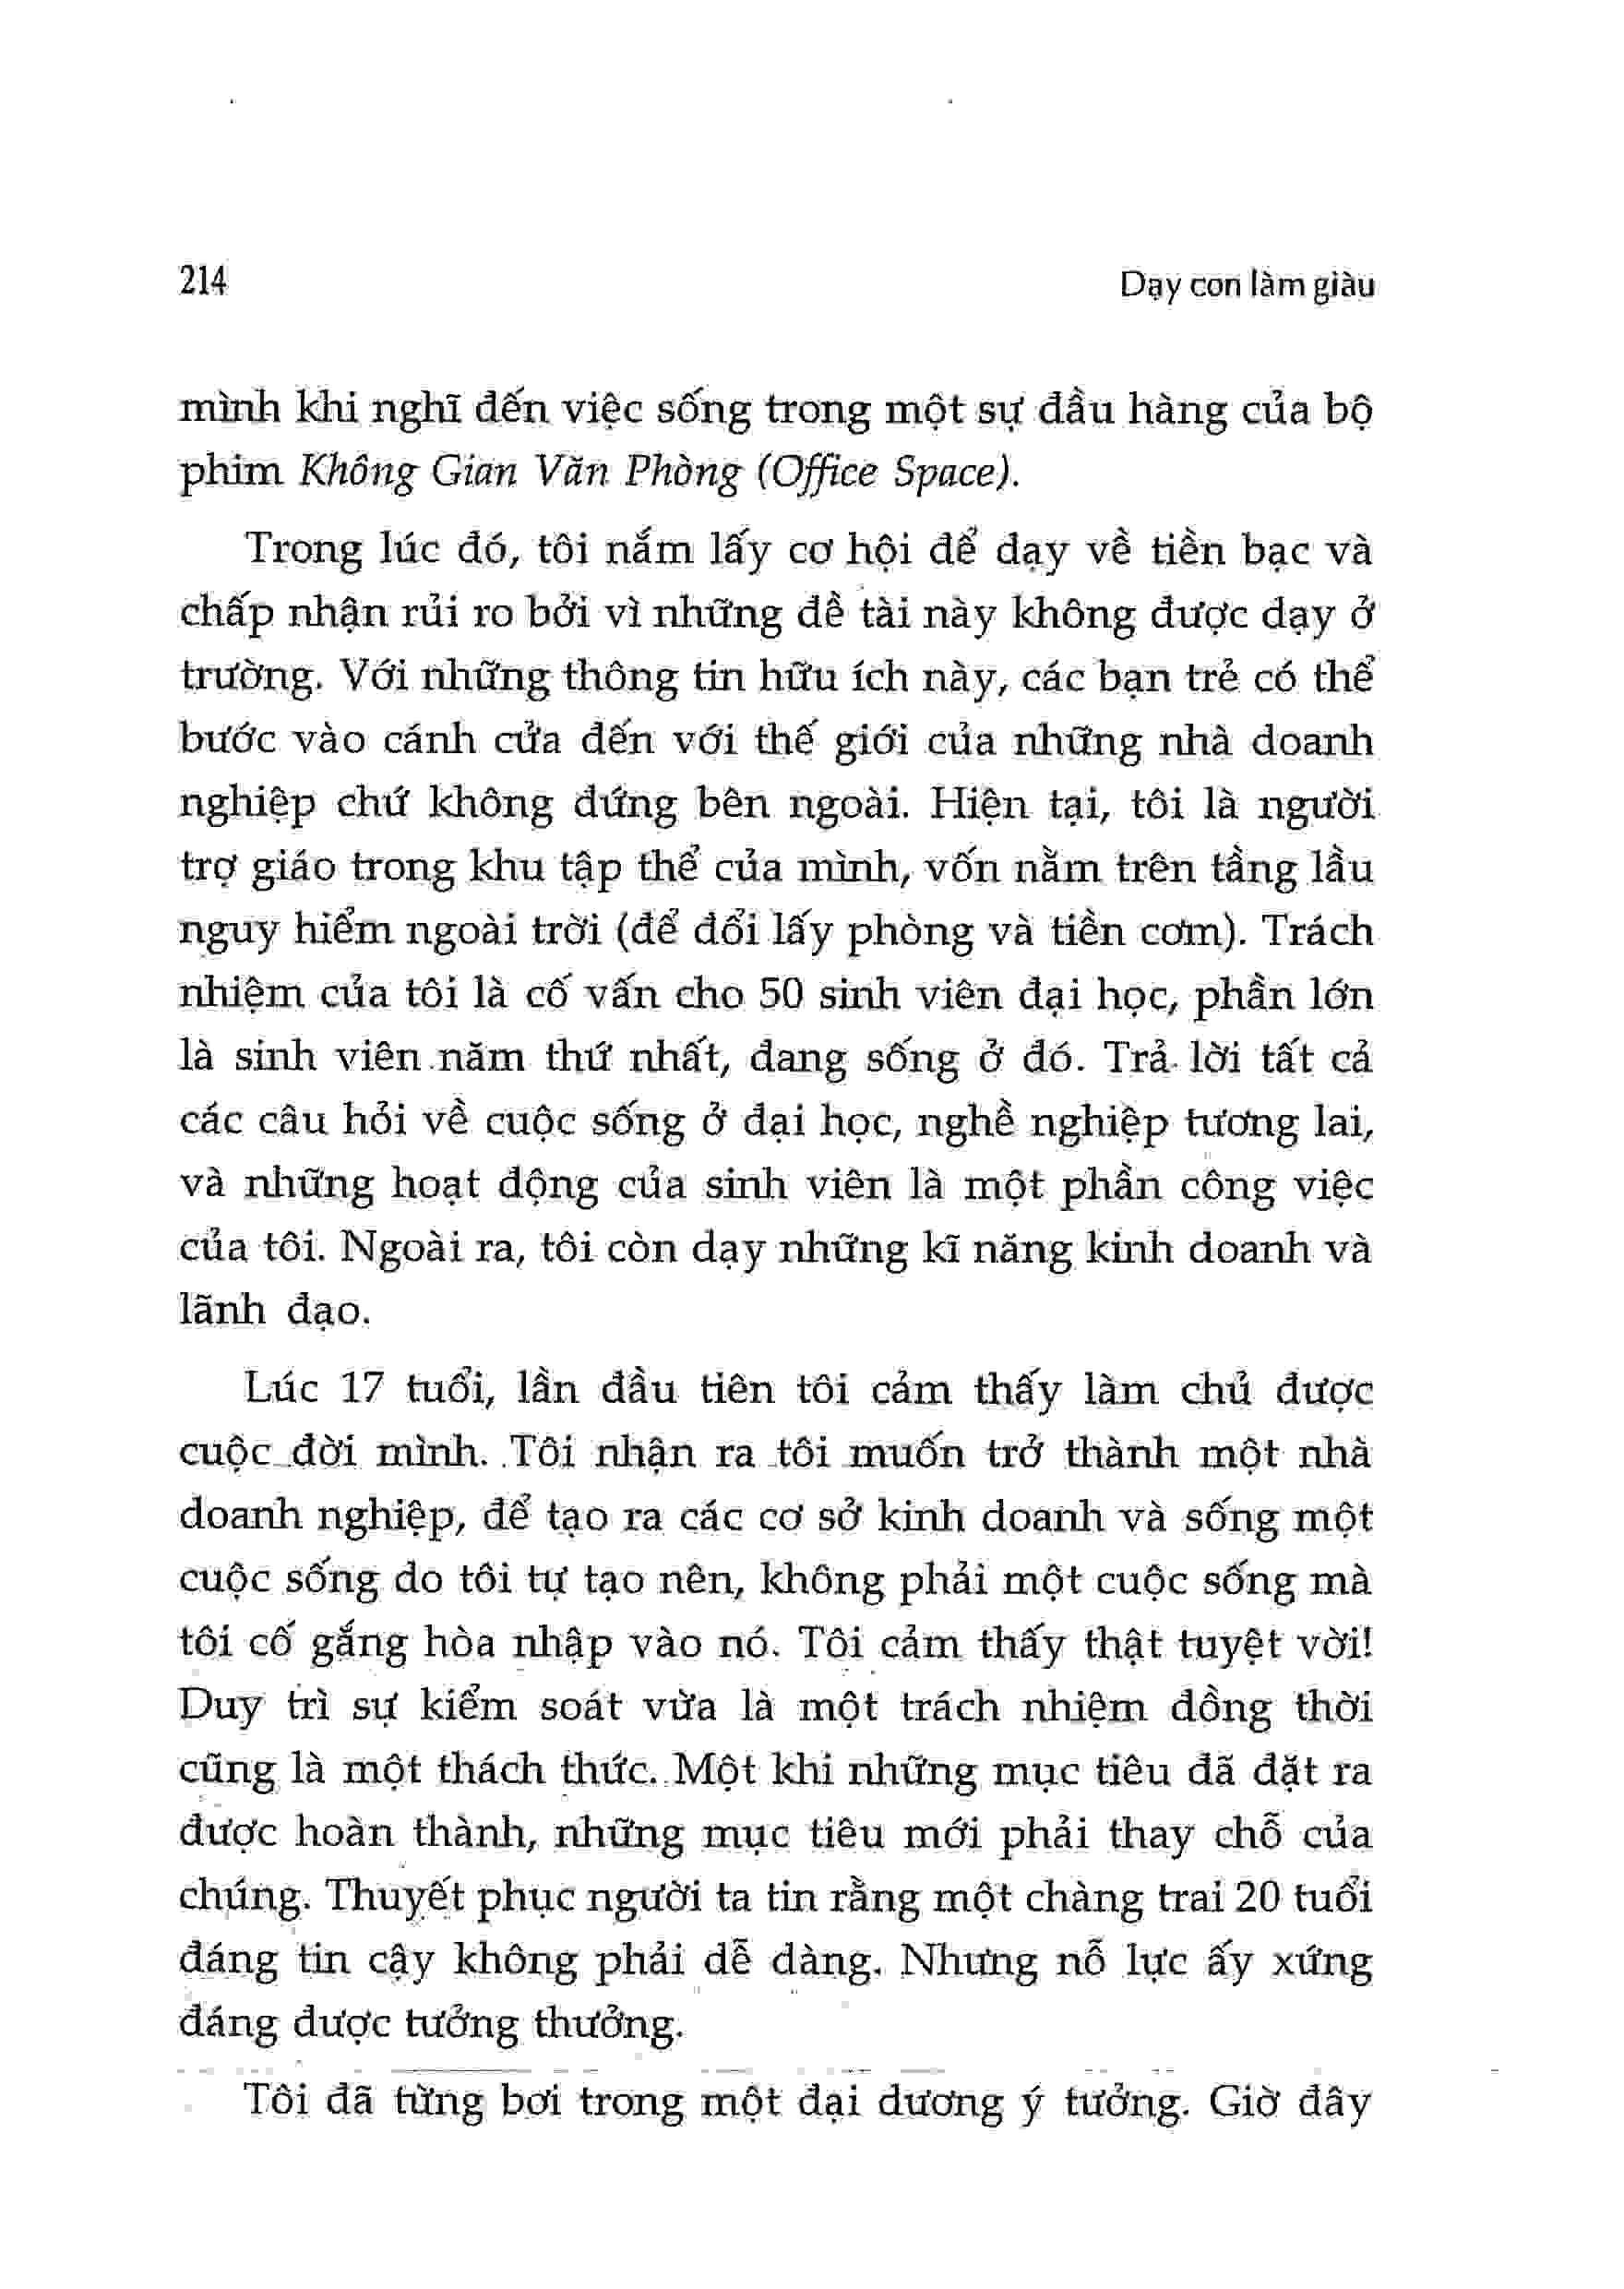 214
Dạy con làm giàu
mình khi nghĩ đến việc sống trong một sự đầu hàng của bộ
phim Không Gian Văn Phòng (Office Space).
Trong lúc đó, tôi nắm lấy cơ hội để dạy về tiền bạc và
chấp nhận rủi ro bởi vì những đề tài này không được dạy ở
trường. Với những thông tin hữu ích này, các bạn trẻ có thể
bước vào cánh cửa đến với thế giới của những nhà doanh
nghiệp chứ không đứng bên ngoài. Hiện tại, tôi là người
trợ giáo trong khu tập thể của mình, vốn nằm trên tầng lầu
nguy hiểm ngoài trời (để đổi lấy phòng và tiền cơm). Trách
nhiệm của tôi là cố vấn cho 50 sinh viên đại học, phần lớn
là sinh viên năm thứ nhất, đang sống ở đó. Trả lời tất cả
các câu hỏi về cuộc sống ở đại học, nghề nghiệp tương lai,
và những hoạt động của sinh viên là một phần công việc
của tôi. Ngoài ra, tôi còn dạy những kĩ năng kinh doanh và
lãnh đạo.
Lúc 17 tuổi, lần đầu tiên tôi cảm thấy làm chủ được
cuộc đời mình. Tôi nhận ra tôi muốn trở thành một nhà
doanh nghiệp, để tạo ra các cơ sở kinh doanh và sống một
cuộc sống do tôi tự tạo nên, không phải một cuộc sống mà
tôi cố gắng hòa nhập vào nó. Tôi cảm thấy thật tuyệt vời!
Duy trì sự kiểm soát vừa là một trách nhiệm đồng thời
cũng là một thách thức. Một khi những mục tiêu đã đặt ra
được hoàn thành, những mục tiêu mới phải thay chỗ của
chúng. Thuyết phục người ta tin rằng một chàng trai 20 tuổi
đáng tin cậy không phải dễ dàng. Nhưng nỗ lực ấy xứng
đáng được tưởng thưởng.
Tôi đã từng bơi trong một đại dương ý tưởng. Giờ đây